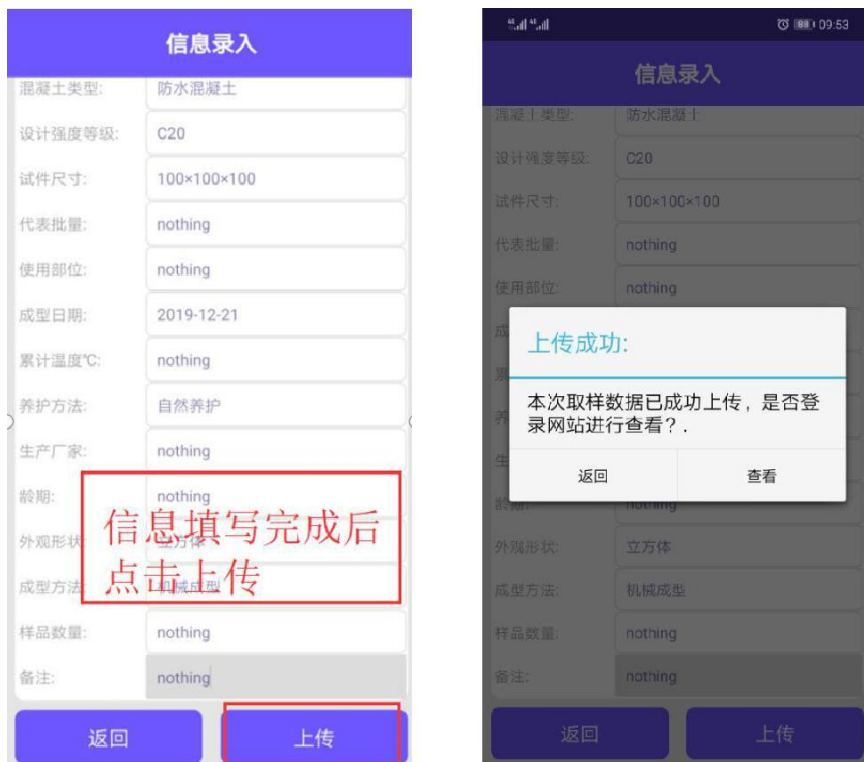 信息录入
混凝土类型: 防水混凝土
设计强度等级: C20
试件尺寸: 100×100×100
代表批量: nothing
使用部位: nothing
成型日期: 2019-12-21
累计温度℃: nothing
养护方法: 自然养护
生产厂家: nothing
龄期: nothing
外观形状 立方体
成型方法: 机械成型
样品数量: nothing
备注: nothing
信息填写完成后
点击上传
返回 上传
09:53
信息录入
混凝土类型: 防水混凝土
设计强度等级: C20
试件尺寸: 100×100×100
代表批量: nothing
使用部位: nothing
上传成功:
本次取样数据已成功上传，是否登
录网站进行查看？.
返回 查看
龄期: nothing
外观形状: 立方体
成型方法: 机械成型
样品数量: nothing
备注: nothing
返回 上传